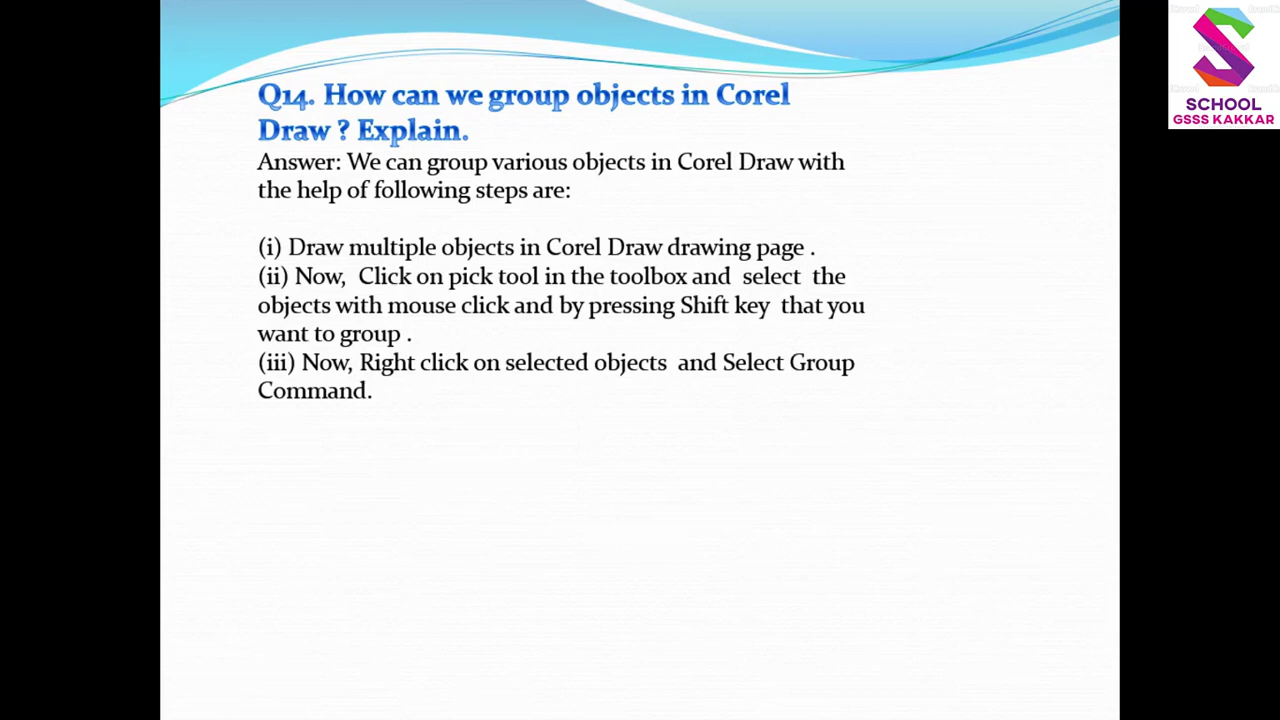 Q14. How can we group objects in Corel
Draw ? Explain.
Answer: We can group various objects in Corel Draw with
the help of following steps are:
(i) Draw multiple objects in Corel Draw drawing page .
(ii) Now, Click on pick tool in the toolbox and select the
objects with mouse click and by pressing Shift key that you
want to group .
(iii) Now, Right click on selected objects and Select Group
Command.
SCHOOL
GSSS KAKKAR